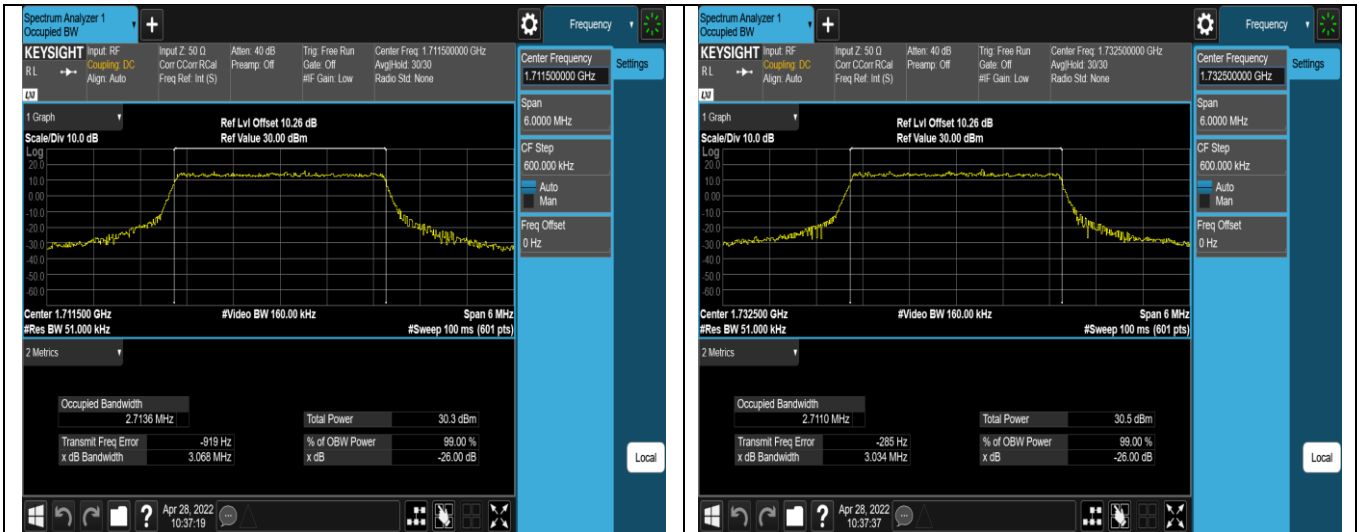 Spectrum Analyzer 1
Occupied BW
+
Frequency
KEYSIGHT Input: RF Input Z: 50 Ω Atten: 40 dB Trig: Free Run Center Freq: 1.711500000 GHz
RL Coupling: DC Corr CCorr RCal Preamp: Off Gate: Off Avg|Hold: 30/30
Align: Auto Freq Ref: Int (S) #IF Gain: Low Radio Std: None
LXI
Center Frequency
1.711500000 GHz
Settings
Span
6.0000 MHz
CF Step
600.000 kHz
Auto
Man
Freq Offset
0 Hz
Local
1 Graph
Ref Lvl Offset 10.26 dB
Scale/Div 10.0 dB Ref Value 30.00 dBm
Log
20.0
10.0
0.00
-10.0
-20.0
-30.0
-40.0
-50.0
-60.0
Center 1.711500 GHz #Video BW 160.00 kHz Span 6 MHz
#Res BW 51.000 kHz #Sweep 100 ms (601 pts)
2 Metrics
Occupied Bandwidth
2.7136 MHz Total Power 30.3 dBm
Transmit Freq Error -919 Hz % of OBW Power 99.00 %
x dB Bandwidth 3.068 MHz x dB -26.00 dB
? Apr 28, 2022
10:37:19
Spectrum Analyzer 1
Occupied BW
+
Frequency
KEYSIGHT Input: RF Input Z: 50 Ω Atten: 40 dB Trig: Free Run Center Freq: 1.732500000 GHz
RL Coupling: DC Corr CCorr RCal Preamp: Off Gate: Off Avg|Hold: 30/30
Align: Auto Freq Ref: Int (S) #IF Gain: Low Radio Std: None
LXI
Center Frequency
1.732500000 GHz
Settings
Span
6.0000 MHz
CF Step
600.000 kHz
Auto
Man
Freq Offset
0 Hz
Local
1 Graph
Ref Lvl Offset 10.26 dB
Scale/Div 10.0 dB Ref Value 30.00 dBm
Log
20.0
10.0
0.00
-10.0
-20.0
-30.0
-40.0
-50.0
-60.0
Center 1.732500 GHz #Video BW 160.00 kHz Span 6 MHz
#Res BW 51.000 kHz #Sweep 100 ms (601 pts)
2 Metrics
Occupied Bandwidth
2.7110 MHz Total Power 30.5 dBm
Transmit Freq Error -285 Hz % of OBW Power 99.00 %
x dB Bandwidth 3.034 MHz x dB -26.00 dB
? Apr 28, 2022
10:37:37